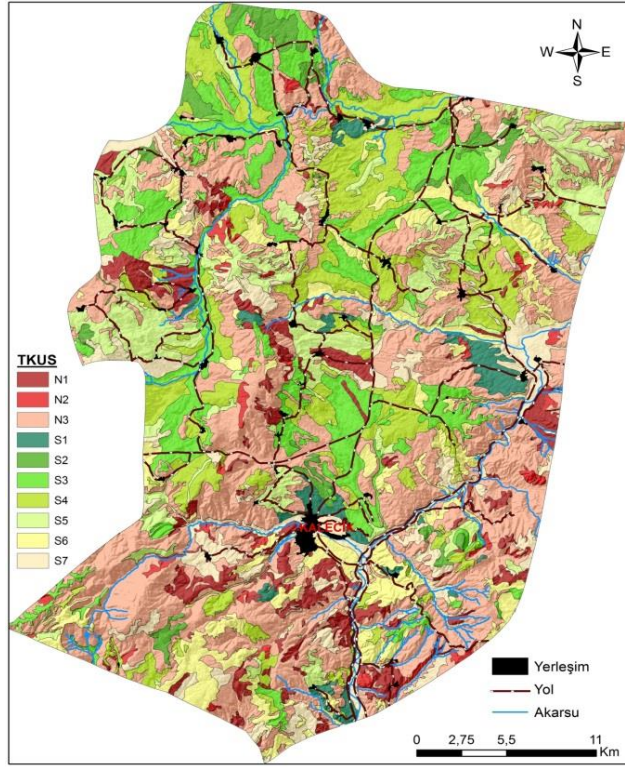 N
W E
S
KALECİK
TKUS
N1
N2
N3
S1
S2
S3
S4
S5
S6
S7
Yerleşim
Yol
Akarsu
0 2,75 5,5 11
Km